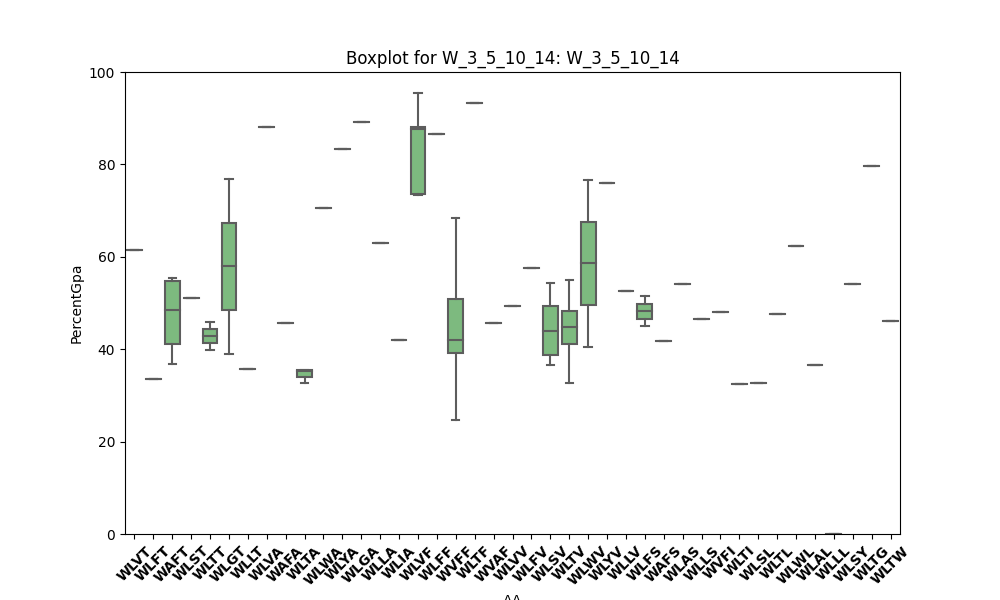 Boxplot for W_3_5_10_14: W_3_5_10_14
100
80
60
40
20
0
PercentGpa
WLVT
WLFT
WAFT
WLST
WLTT
WLGT
WLLT
WLVA
WAFA
WLTA
WLWA
WLYA
WLGA
WLLA
WLIA
WLVF
WLFF
WVFF
WLTF
WVAF
WLVV
WLFV
WLSV
WLTV
WLWV
WLYV
WLLV
WLFS
WAFS
WLAS
WLLS
WVFI
WLTI
WLSL
WLTL
WLWL
WLAL
WLLL
WLSY
WLTG
WLTW
AA